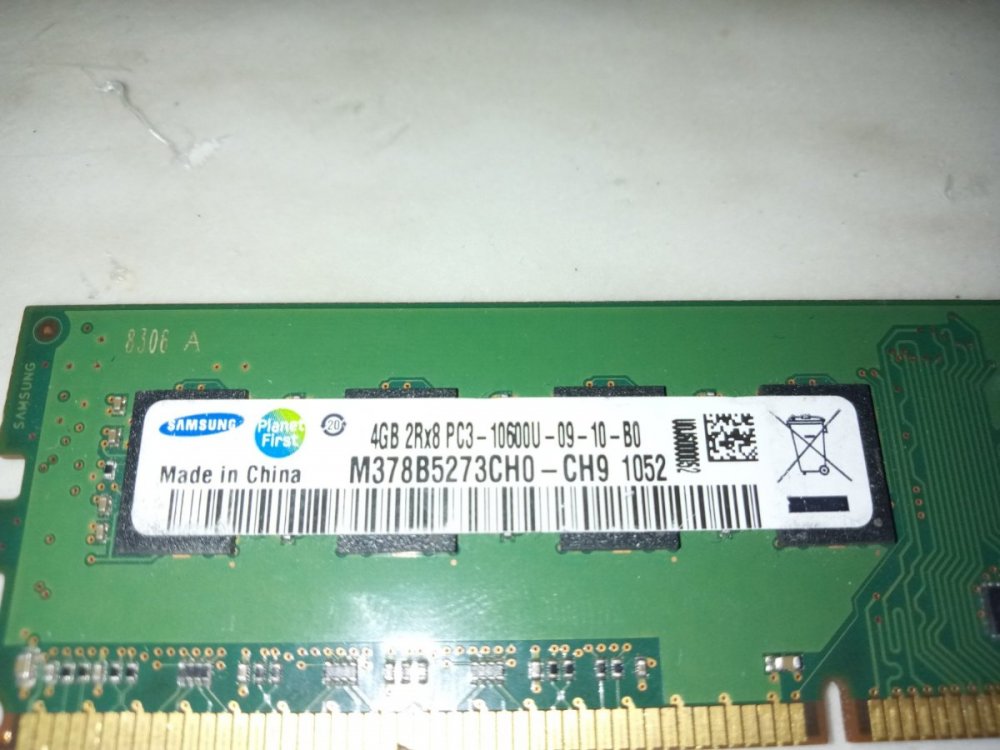 8306 A
SAMSUNG
SAMSUNG
Planet First
20
4GB 2Rx8 PC3-10600U-09-10-B0
Made in China
M378B5273CH0-CH9 1052